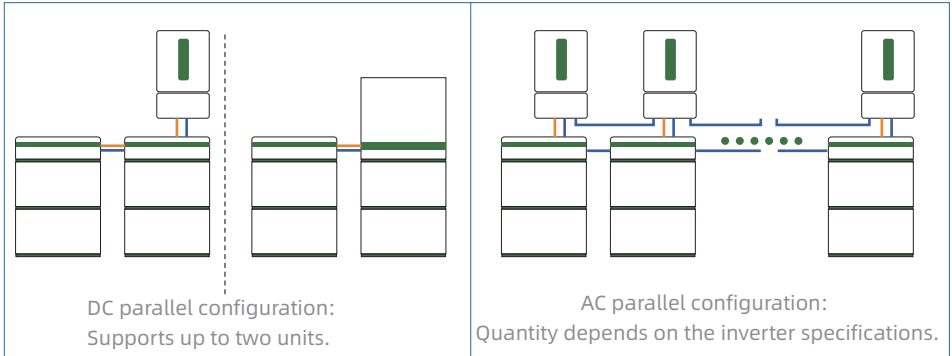 DC parallel configuration:
Supports up to two units.
AC parallel configuration:
Quantity depends on the inverter specifications.